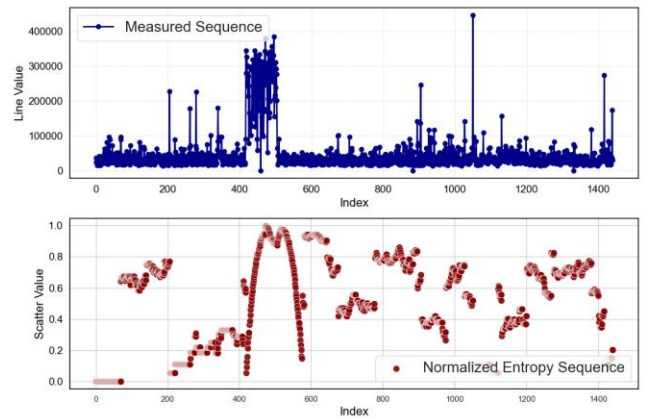 Measured Sequence
Line Value
400000
300000
200000
100000
0
0 200 400 600 800 1000 1200 1400
Index
Scatter Value
1.0
0.8
0.6
0.4
0.2
0.0
Normalized Entropy Sequence
0 200 400 600 800 1000 1200 1400
Index